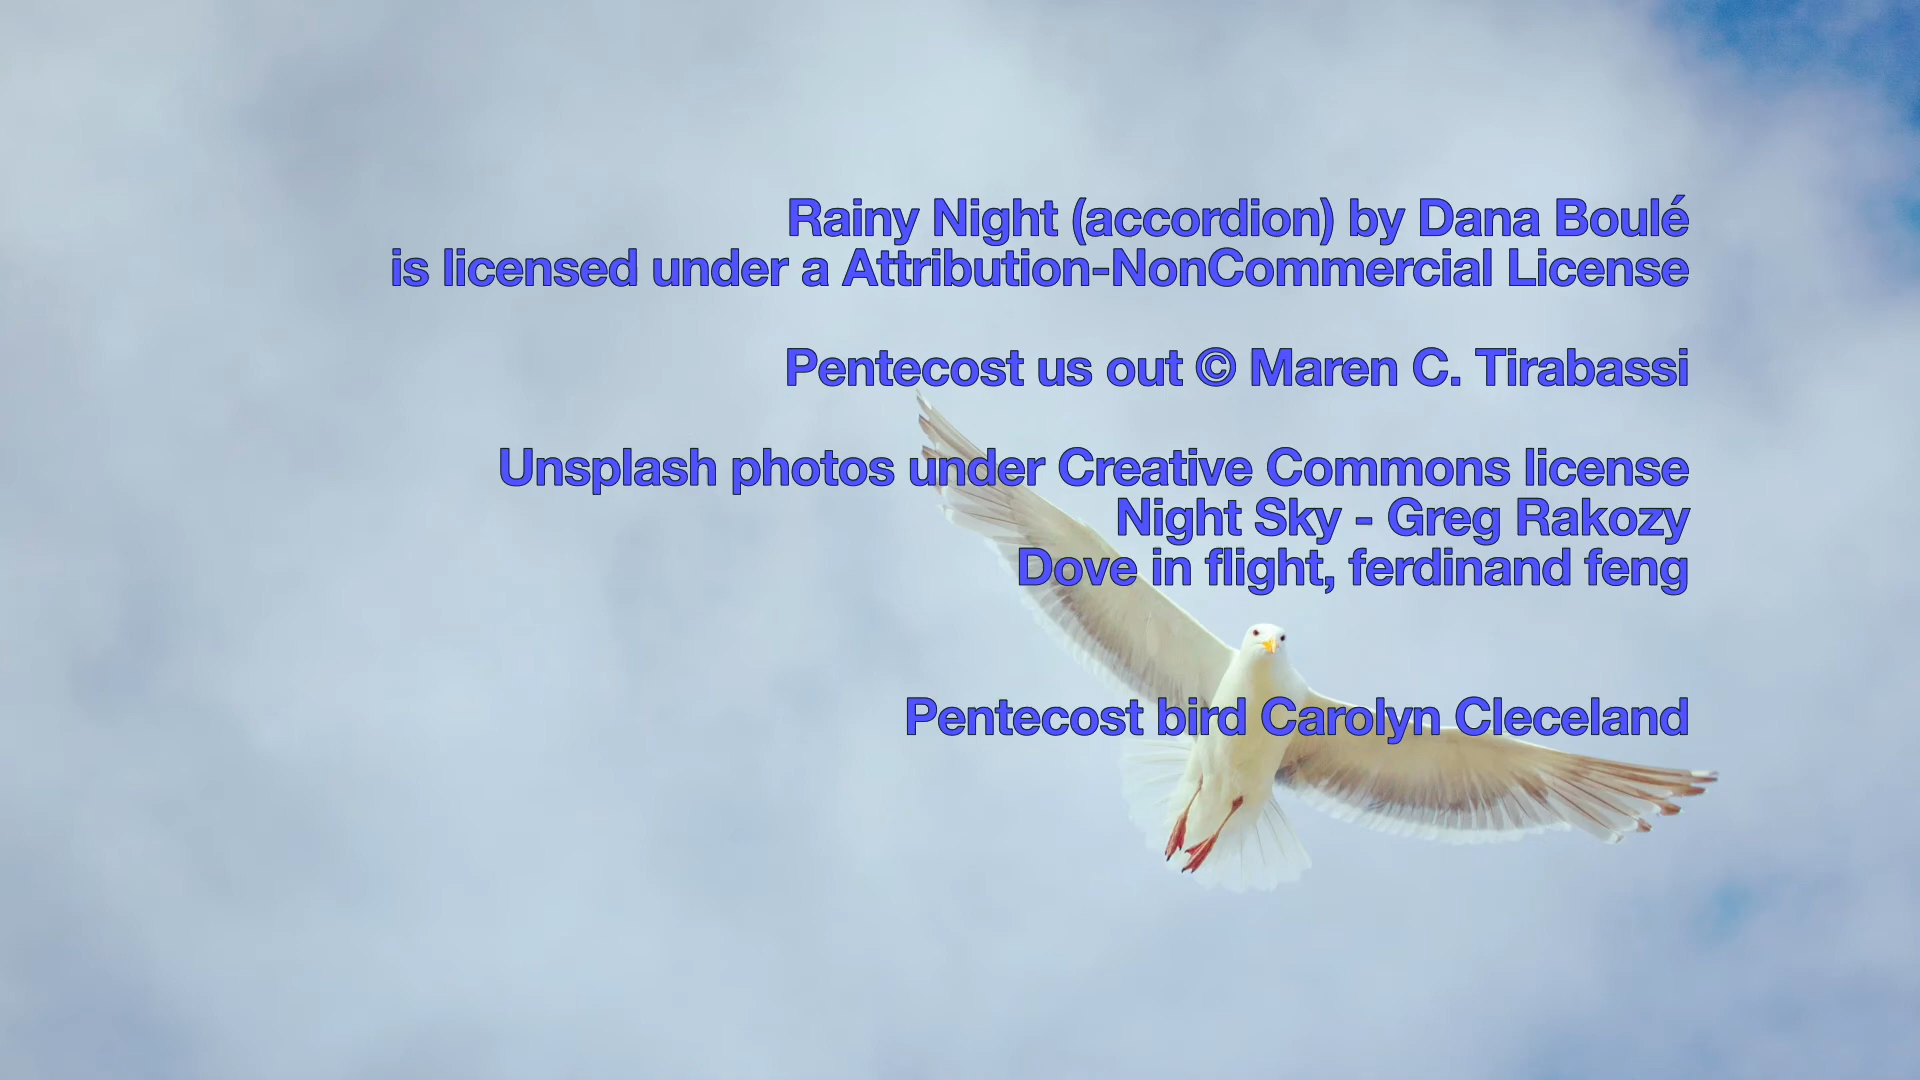 Rainy Night (accordion) by Dana Boulé
is licensed under a Attribution-NonCommercial License
Pentecost us out © Maren C. Tirabassi
Unsplash photos under Creative Commons license
Night Sky - Greg Rakozy
Dove in flight, ferdinand feng
Pentecost bird Carolyn Cleceland